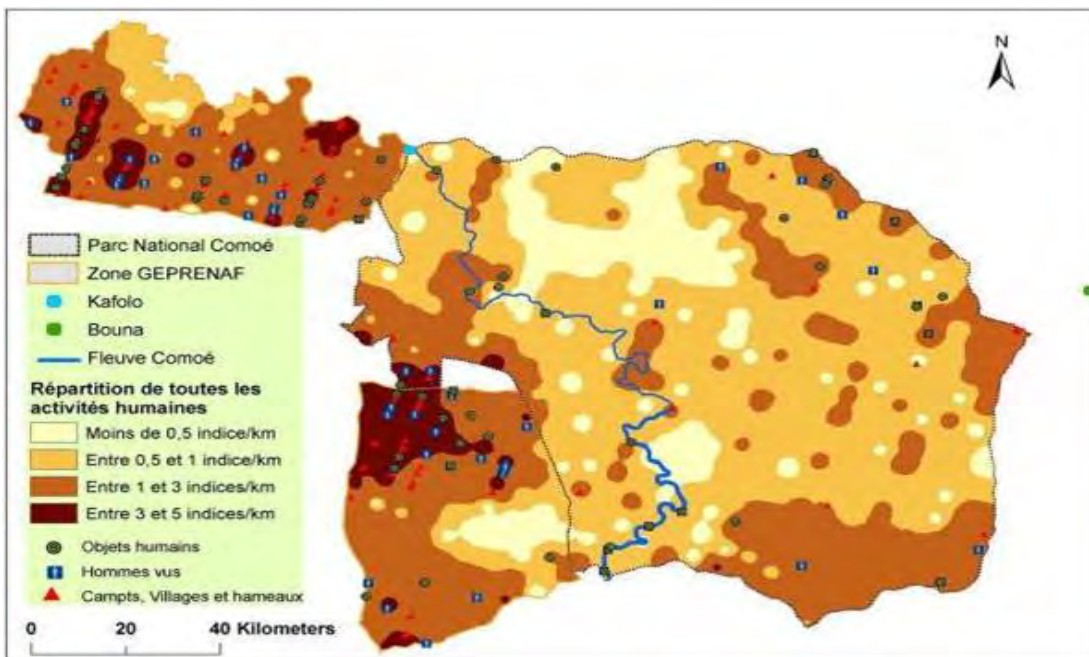 N
Parc National Comoé
Zone GEPRENAF
Kafolo
Bouna
Fleuve Comoé
Répartition de toutes les
activités humaines
Moins de 0,5 indice/km
Entre 0,5 et 1 indice/km
Entre 1 et 3 indices/km
Entre 3 et 5 indices/km
Objets humains
Hommes vus
Campts, Villages et hameaux
0 20 40 Kilometers